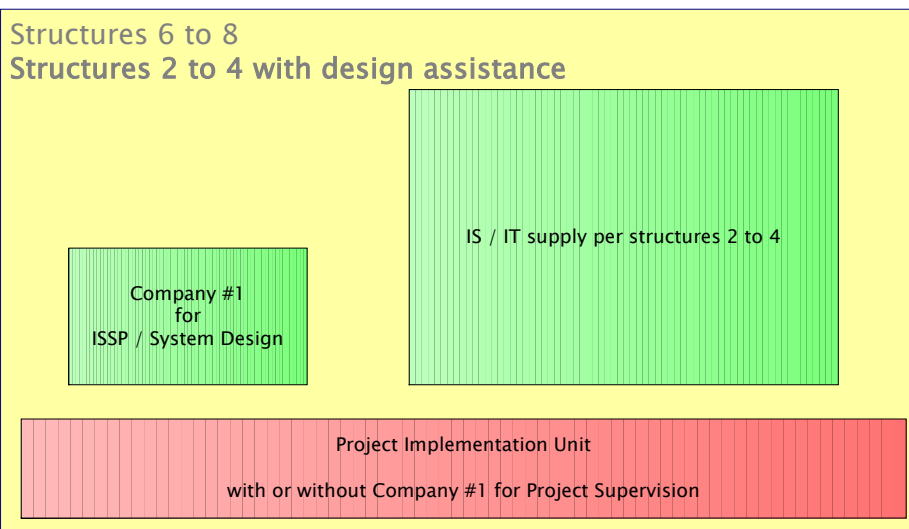 Structures 6 to 8
Structures 2 to 4 with design assistance
IS / IT supply per structures 2 to 4
Company #1
for
ISSP / System Design
Project Implementation Unit
with or without Company #1 for Project Supervision